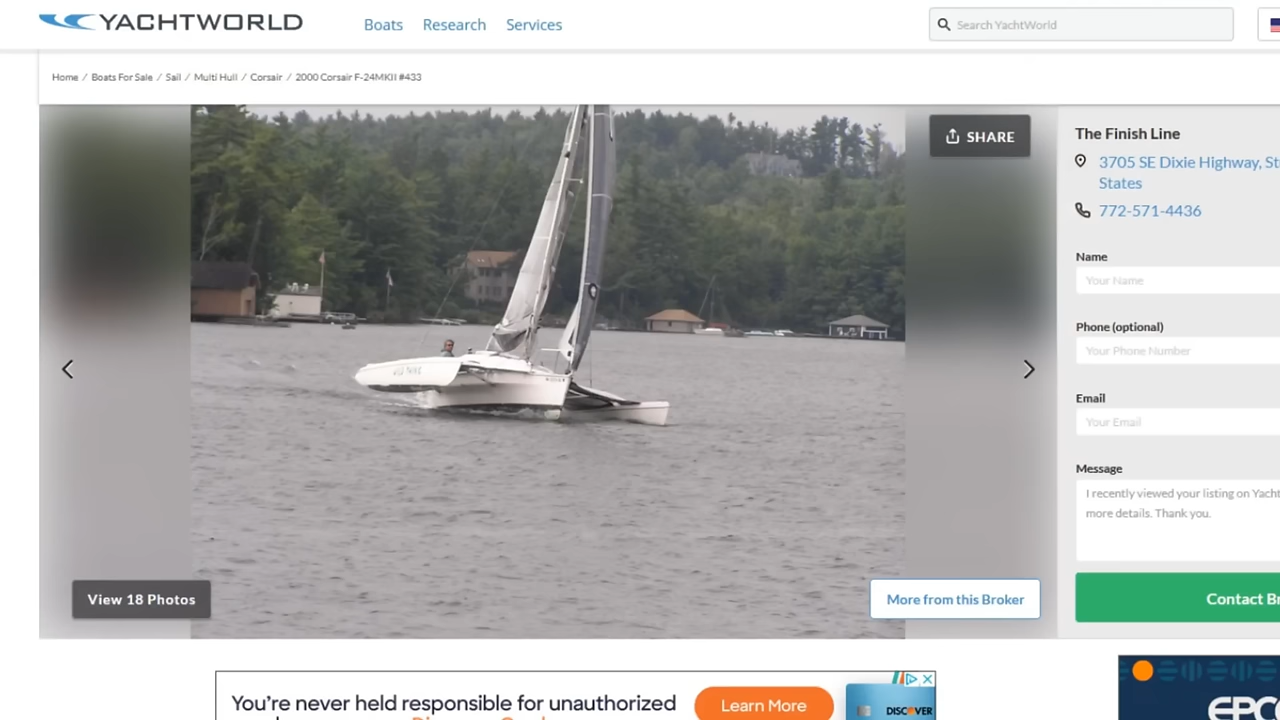 YACHTWORLD
Boats Research Services
Search YachtWorld
Home / Boats For Sale / Sail / Multi Hull / Corsair / 2000 Corsair F-24MKII #433
SHARE
The Finish Line
3705 SE Dixie Highway, St
States
772-571-4436
Name
Your Name
Phone (optional)
Your Phone Number
Email
Your Email
Message
I recently viewed your listing on Yacht
more details. Thank you.
View 18 Photos
More from this Broker
Contact Br
You're never held responsible for unauthorized
Learn More
DISCOVER
EPC